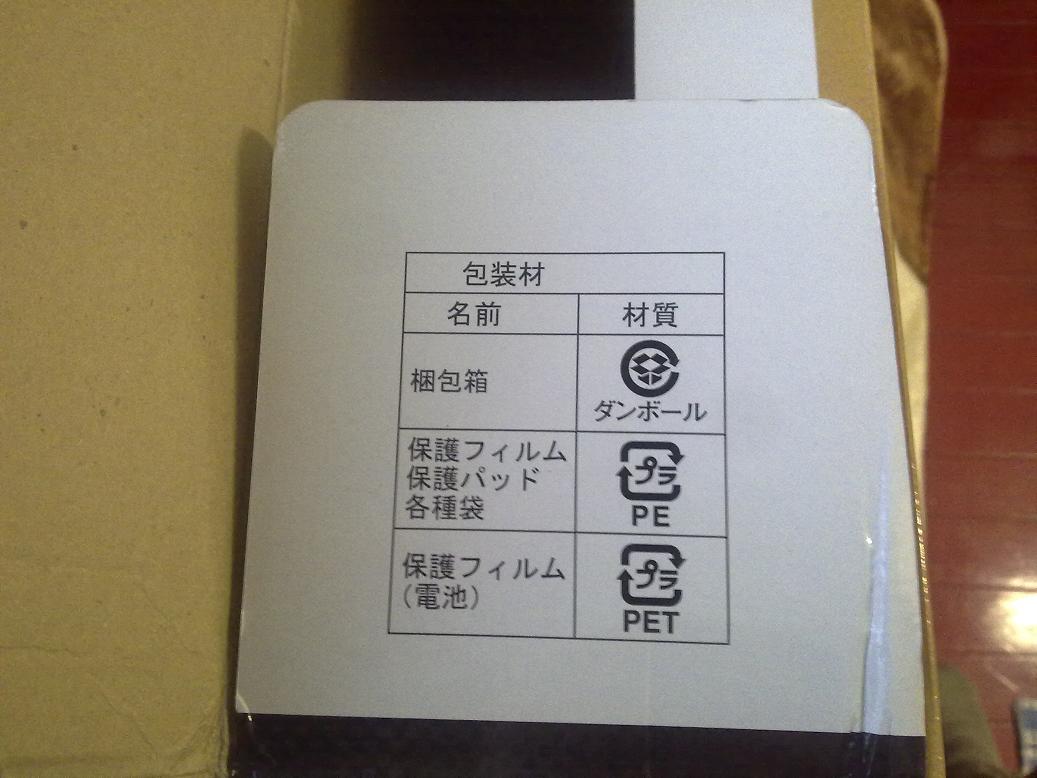 包装材
名前 材質
梱包箱
ダンボール
保護フィルム
保護パッド
各種袋
プラ
PE
保護フィルム
(電池)
プラ
PET